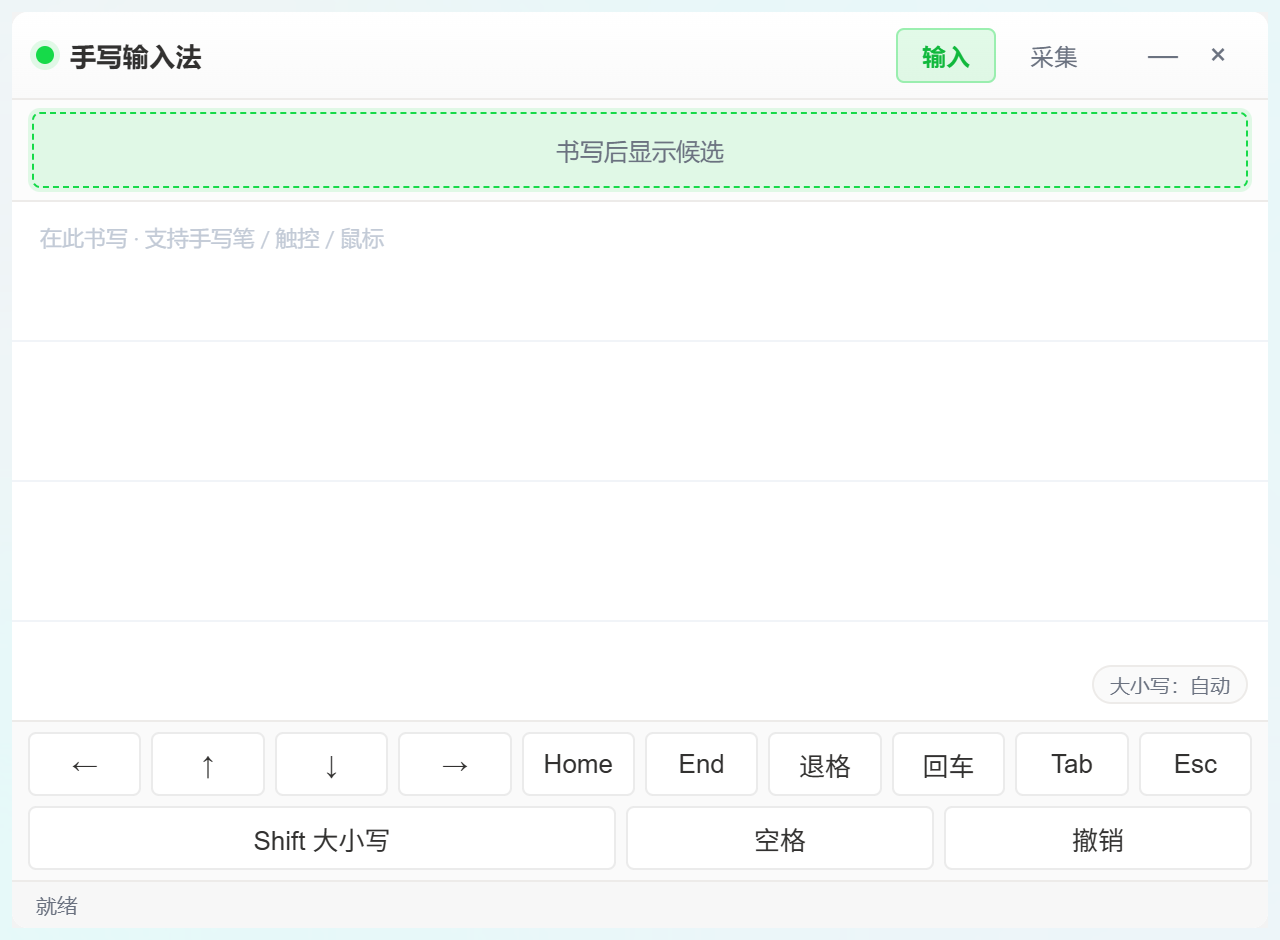 手写输入法 输入 采集 — ×
书写后显示候选
在此书写 · 支持手写笔 / 触控 / 鼠标
大小写：自动
← ↑ ↓ → Home End 退格 回车 Tab Esc
Shift 大小写 空格 撤销
就绪